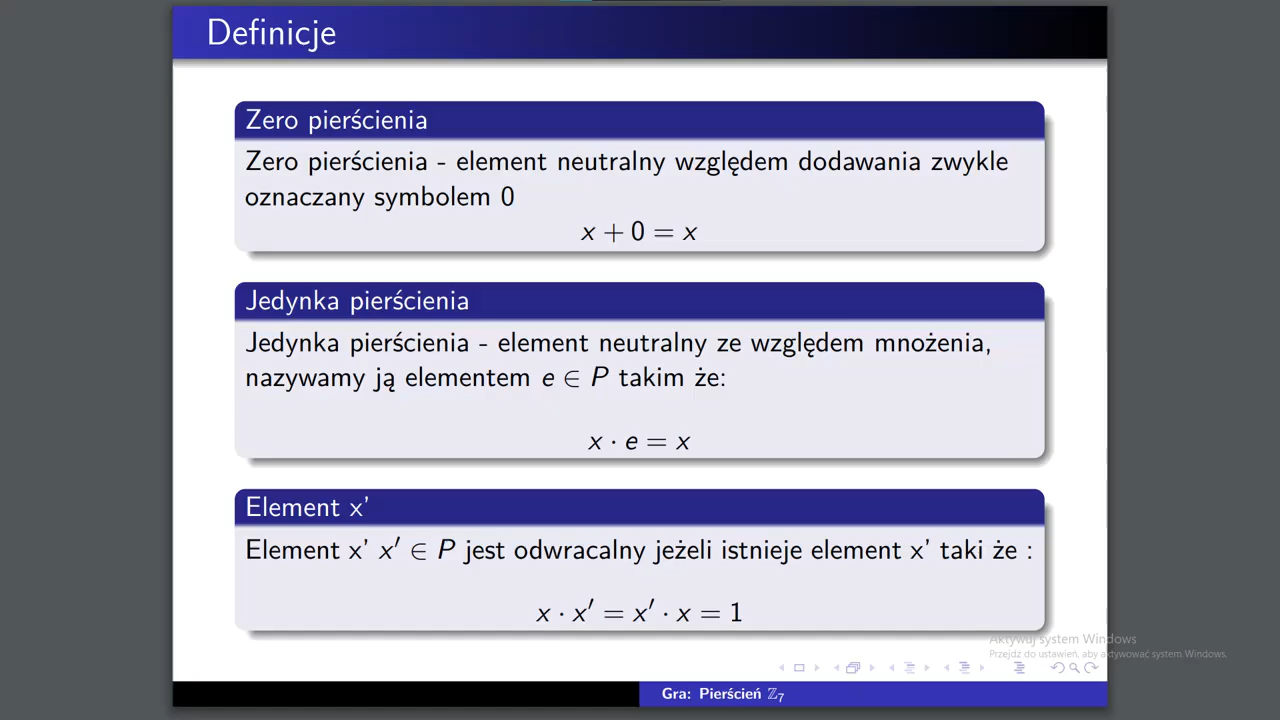 Definicje
Zero pierścienia
Zero pierścienia - element neutralny względem dodawania zwykle
oznaczany symbolem 0
x + 0 = x
Jedynka pierścienia
Jedynka pierścienia - element neutralny ze względem mnożenia,
nazywamy ją elementem e ∈ P takim że:
x · e = x
Element x'
Element x' x′ ∈ P jest odwracalny jeżeli istnieje element x' taki że :
x · x′ = x′ · x = 1
Aktywuj system Windows
Przejdź do ustawień, aby aktywować system Windows.
Gra: Pierścień ℤ₇